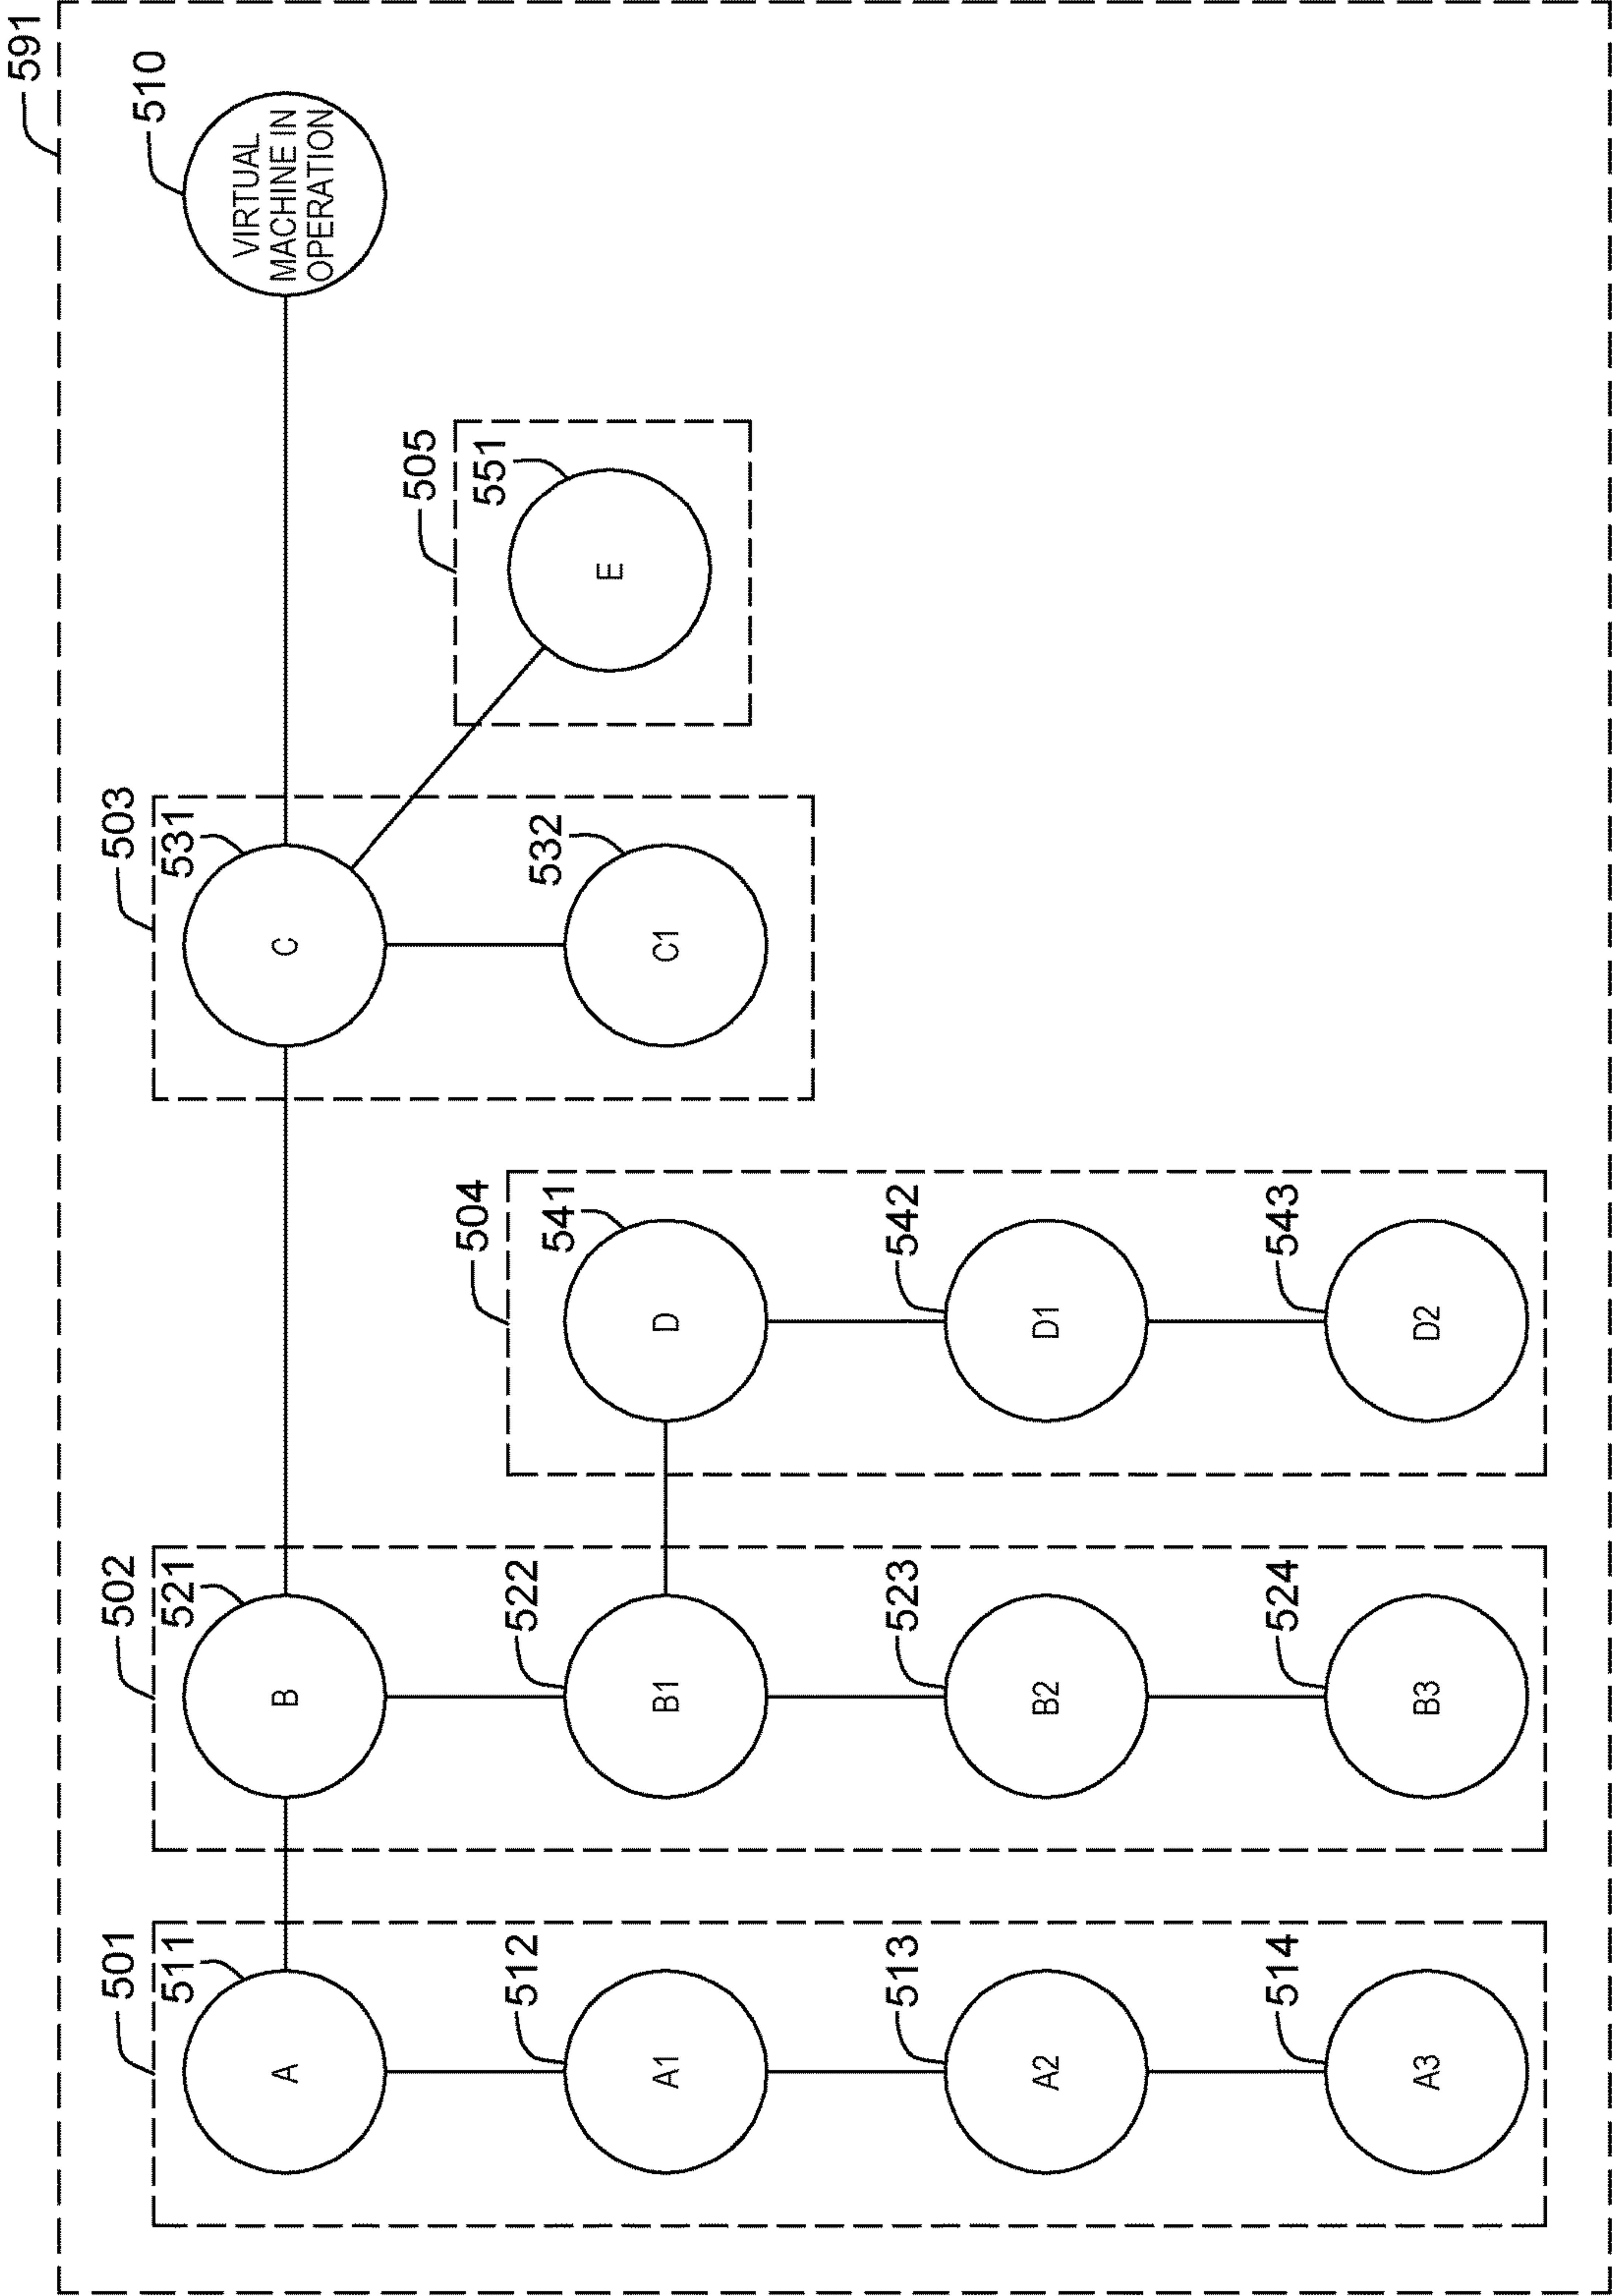 591
510
VIRTUAL
MACHINE IN
OPERATION
505
551
E
503
531
C
532
C1
504
541
D
542
D1
543
D2
502
521
B
522
B1
523
B2
524
B3
501
511
A
512
A1
513
A2
514
A3